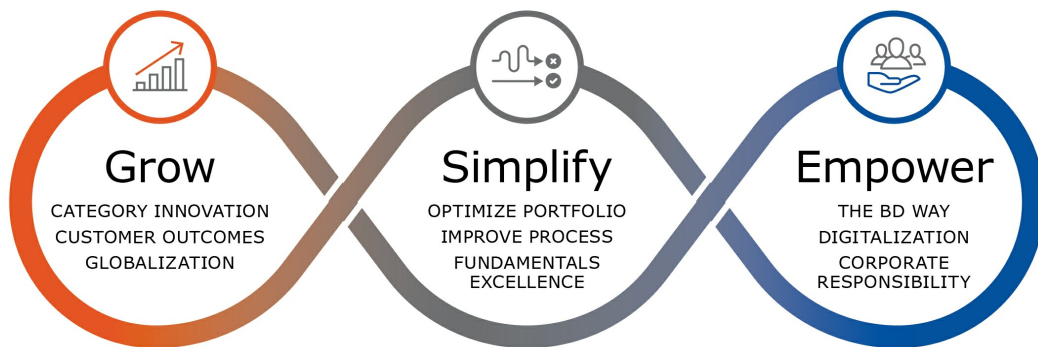 Grow
CATEGORY INNOVATION
CUSTOMER OUTCOMES
GLOBALIZATION
Simplify
OPTIMIZE PORTFOLIO
IMPROVE PROCESS
FUNDAMENTALS
EXCELLENCE
Empower
THE BD WAY
DIGITALIZATION
CORPORATE
RESPONSIBILITY